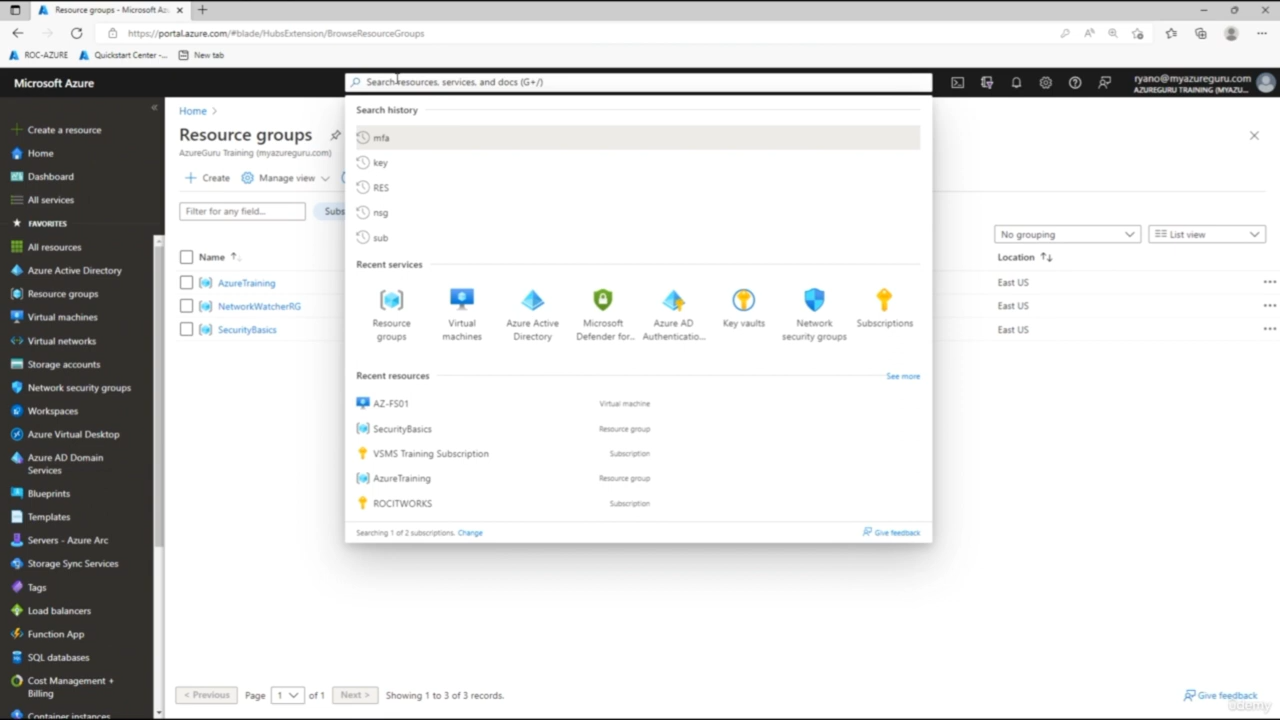 Resource groups - Microsoft Az
https://portal.azure.com/#blade/HubsExtension/BrowseResourceGroups
ROC-AZURE
Quickstart Center -...
New tab
Microsoft Azure
Search resources, services, and docs (G+/)
ryano@myazureguru.com
AZUREGURU TRAINING (MYAZU...
Create a resource
Home
Dashboard
All services
FAVORITES
All resources
Azure Active Directory
Resource groups
Virtual machines
Virtual networks
Storage accounts
Network security groups
Workspaces
Azure Virtual Desktop
Azure AD Domain
Services
Blueprints
Templates
Servers - Azure Arc
Storage Sync Services
Tags
Load balancers
Function App
SQL databases
Cost Management +
Billing
Container instances
Home >
Resource groups
AzureGuru Training (myazureguru.com)
Create
Manage view
Filter for any field...
Subs
No grouping
List view
Name
Location
AzureTraining
East US
NetworkWatcherRG
East US
SecurityBasics
East US
Search history
mfa
key
RES
nsg
sub
Recent services
Resource
groups
Virtual
machines
Azure Active
Directory
Microsoft
Defender for...
Azure AD
Authenticatio...
Key vaults
Network
security groups
Subscriptions
Recent resources
See more
AZ-FS01 Virtual machine
SecurityBasics Resource group
VSMS Training Subscription Subscription
AzureTraining Resource group
ROCITWORKS Subscription
Searching 1 of 2 subscriptions. Change
Give feedback
< Previous Page 1 of 1 Next > Showing 1 to 3 of 3 records.
Give feedback
ûdemy